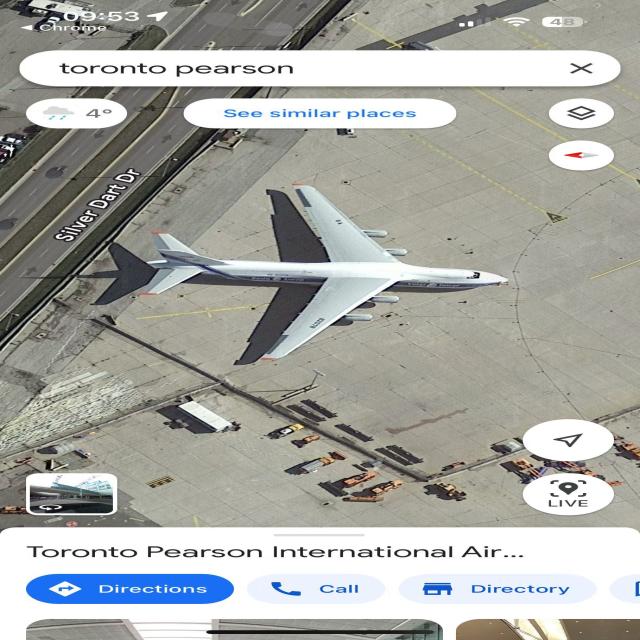 09:53
48
◀ Chrome
toronto pearson
4°
See similar places
Silver Dart Dr
LIVE
Toronto Pearson International Air...
Directions
Call
Directory